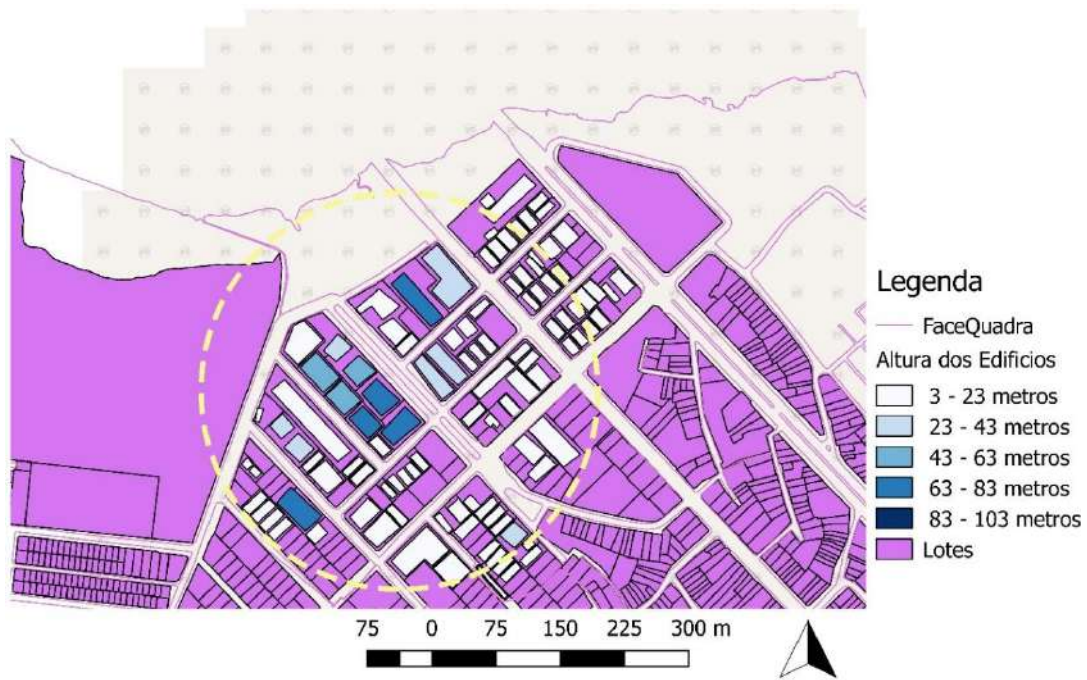 Legenda
FaceQuadra
Altura dos Edificios
3 - 23 metros
23 - 43 metros
43 - 63 metros
63 - 83 metros
83 - 103 metros
Lotes
75 0 75 150 225 300 m